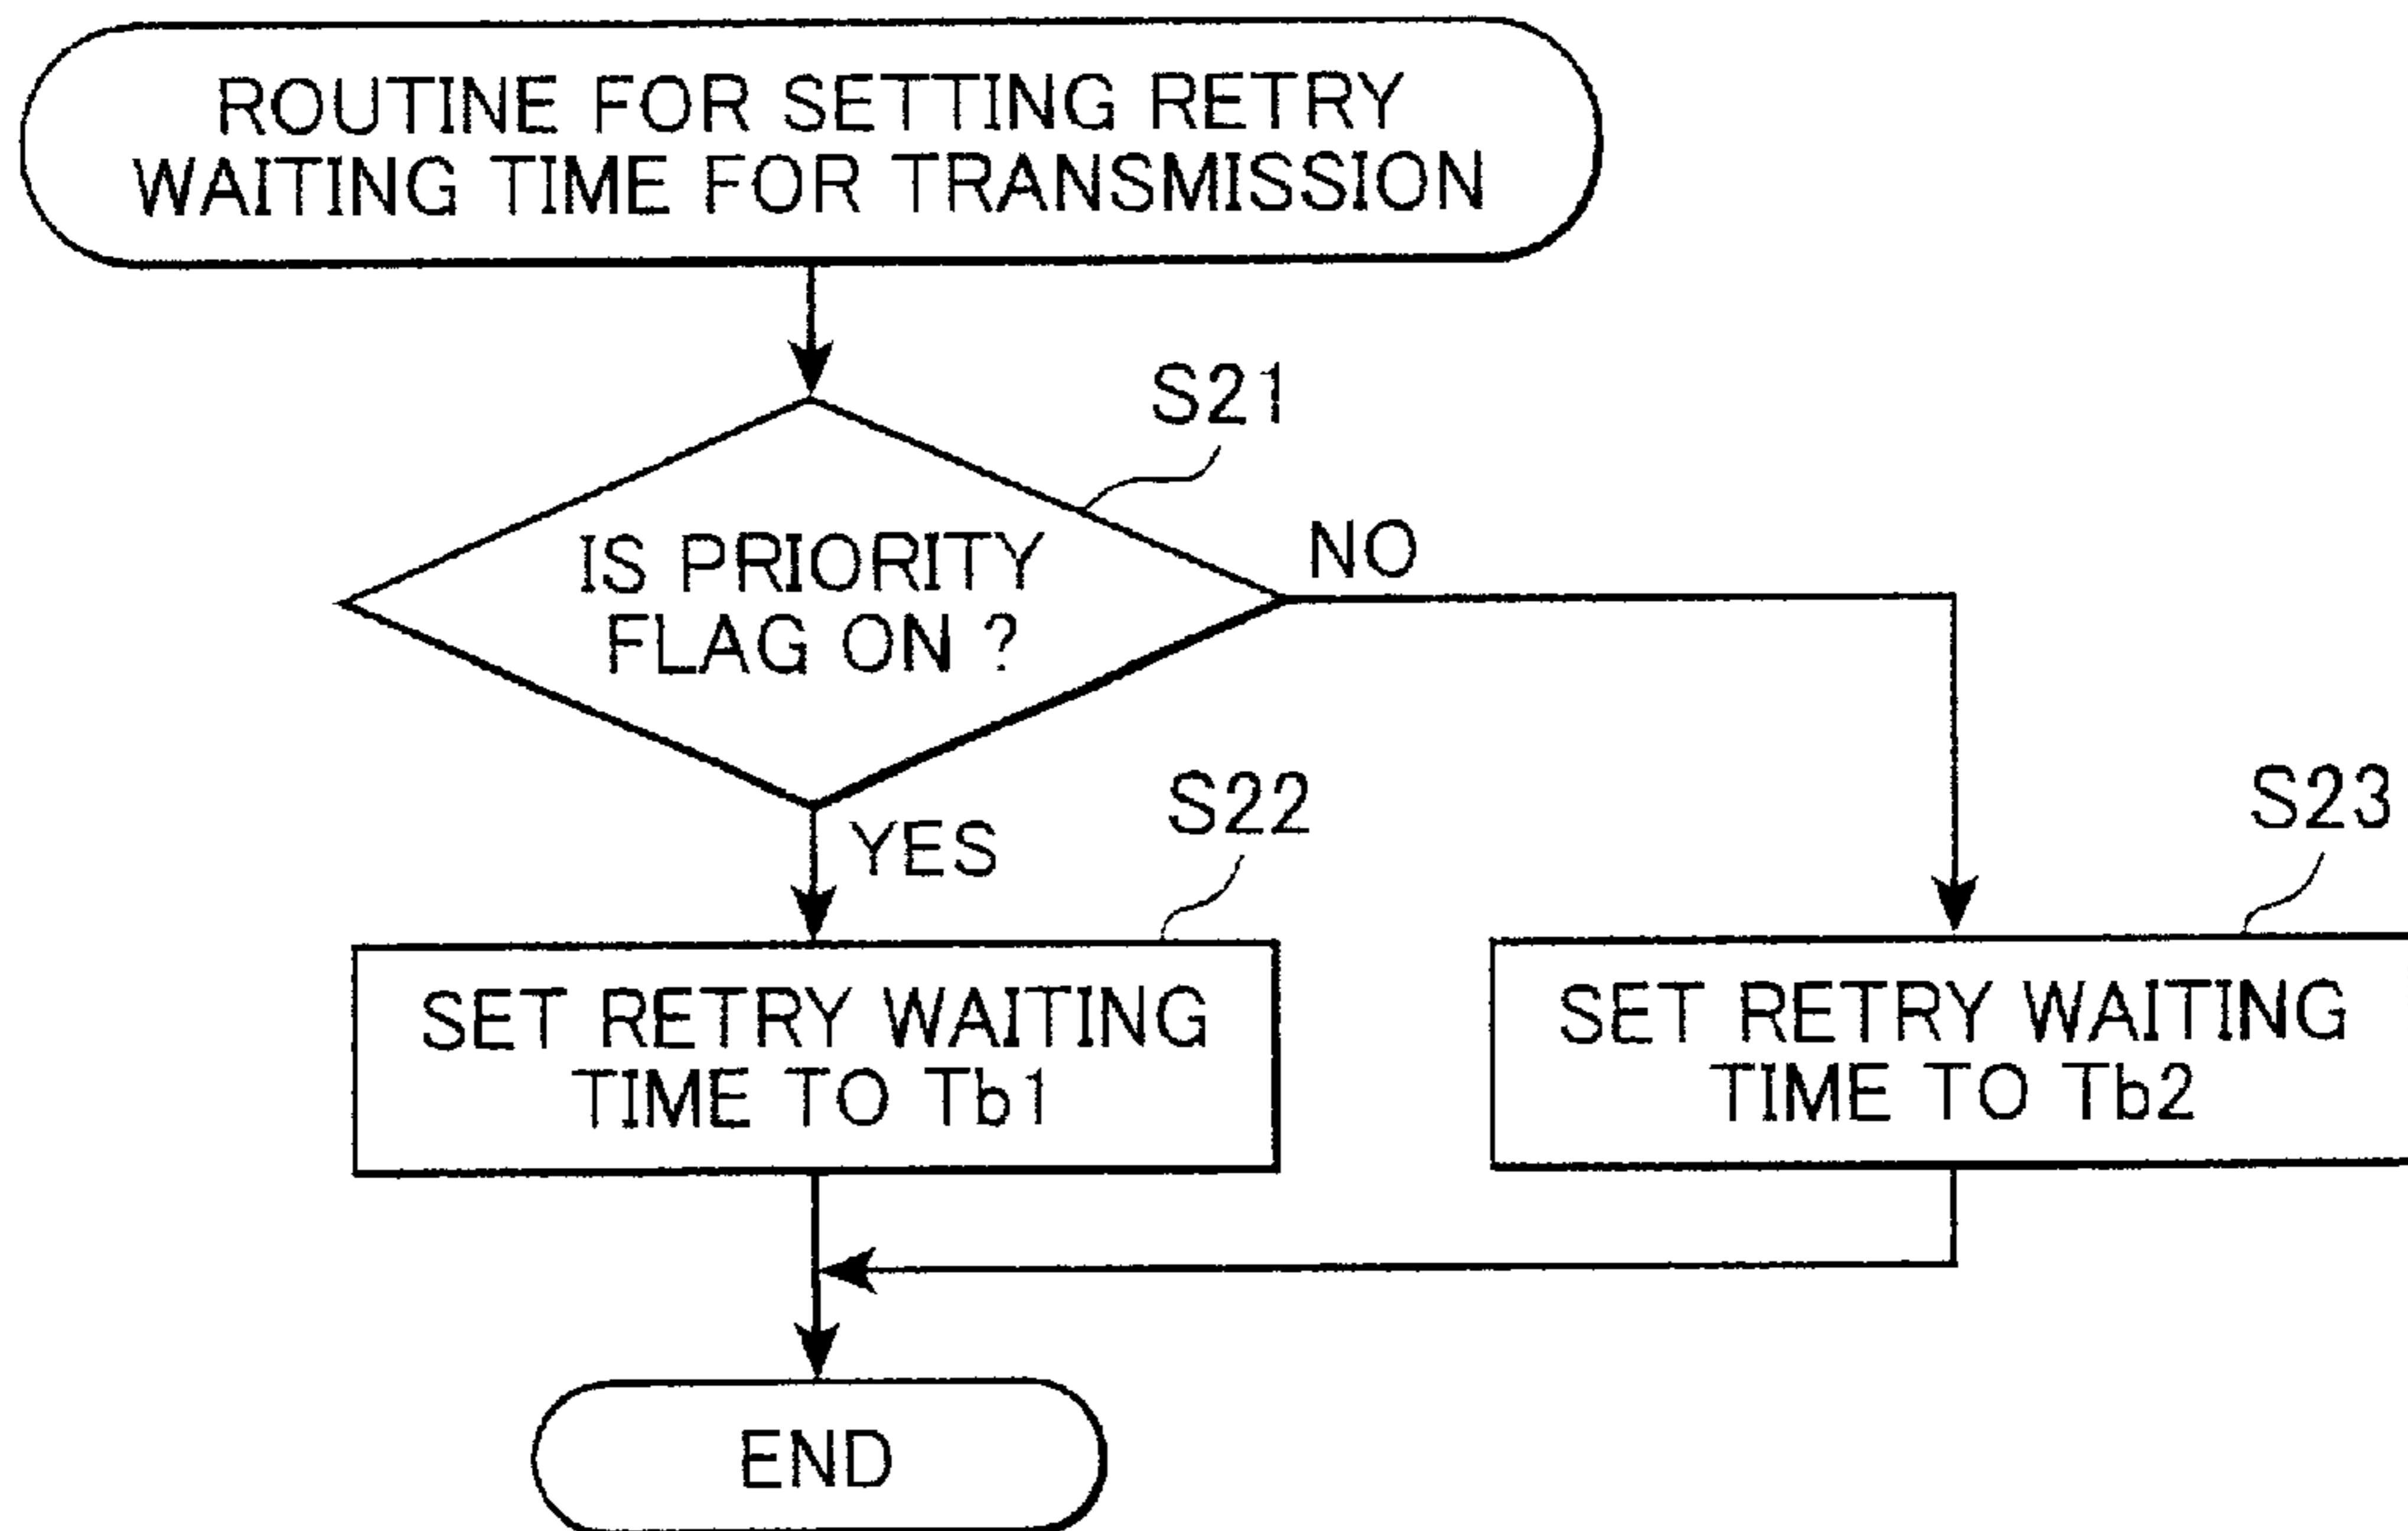 ROUTINE FOR SETTING RETRY
WAITING TIME FOR TRANSMISSION
S21
IS PRIORITY
FLAG ON ?
NO
YES
S22
S23
SET RETRY WAITING
TIME TO Tb1
SET RETRY WAITING
TIME TO Tb2
END